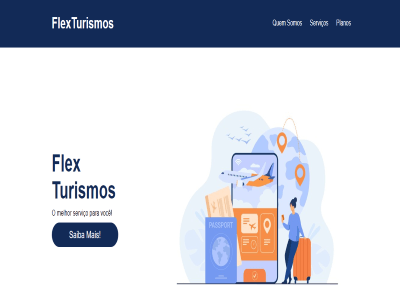 FlexTurismos
Quem Somos Serviços Planos
Flex
Turismos
O melhor serviço para você!
Saiba Mais!
PASSPORT